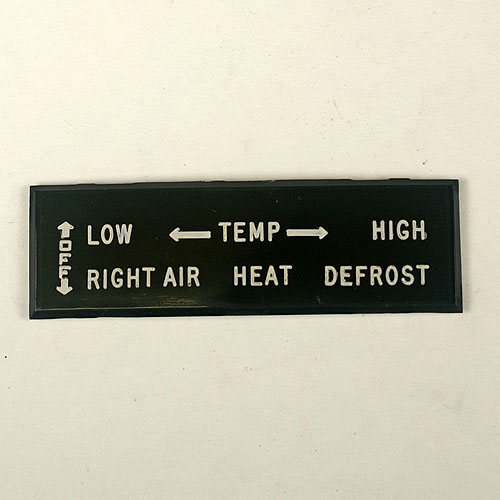 OFF
LOW ← TEMP → HIGH
RIGHT AIR HEAT DEFROST